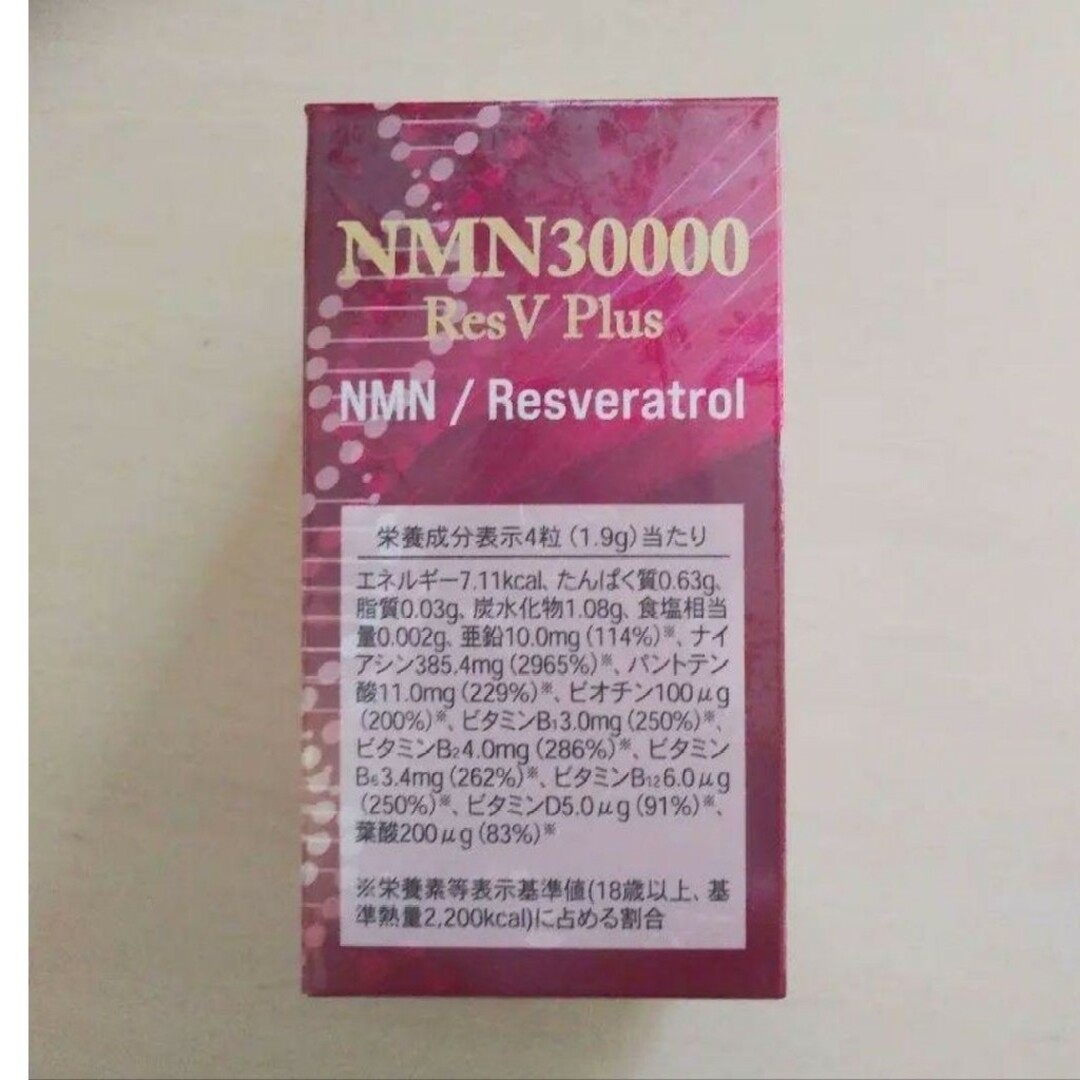 NMN30000
ResV Plus
NMN / Resveratrol
栄養成分表示4粒(1.9g)当たり
エネルギー7.11kcal、たんぱく質0.63g、
脂質0.03g、炭水化物1.08g、食塩相当
量0.002g、亜鉛10.0mg(114%)※、ナイ
アシン385.4mg(2965%)※、パントテン
酸11.0mg(229%)※、ビオチン100μg
(200%)※、ビタミンB₁3.0mg(250%)※、
ビタミンB₂4.0mg(286%)※、ビタミン
B₆3.4mg(262%)※、ビタミンB₁₂6.0μg
(250%)※、ビタミンD5.0μg(91%)※、
葉酸200μg(83%)※
※栄養素等表示基準値(18歳以上、基
準熱量2,200kcal)に占める割合